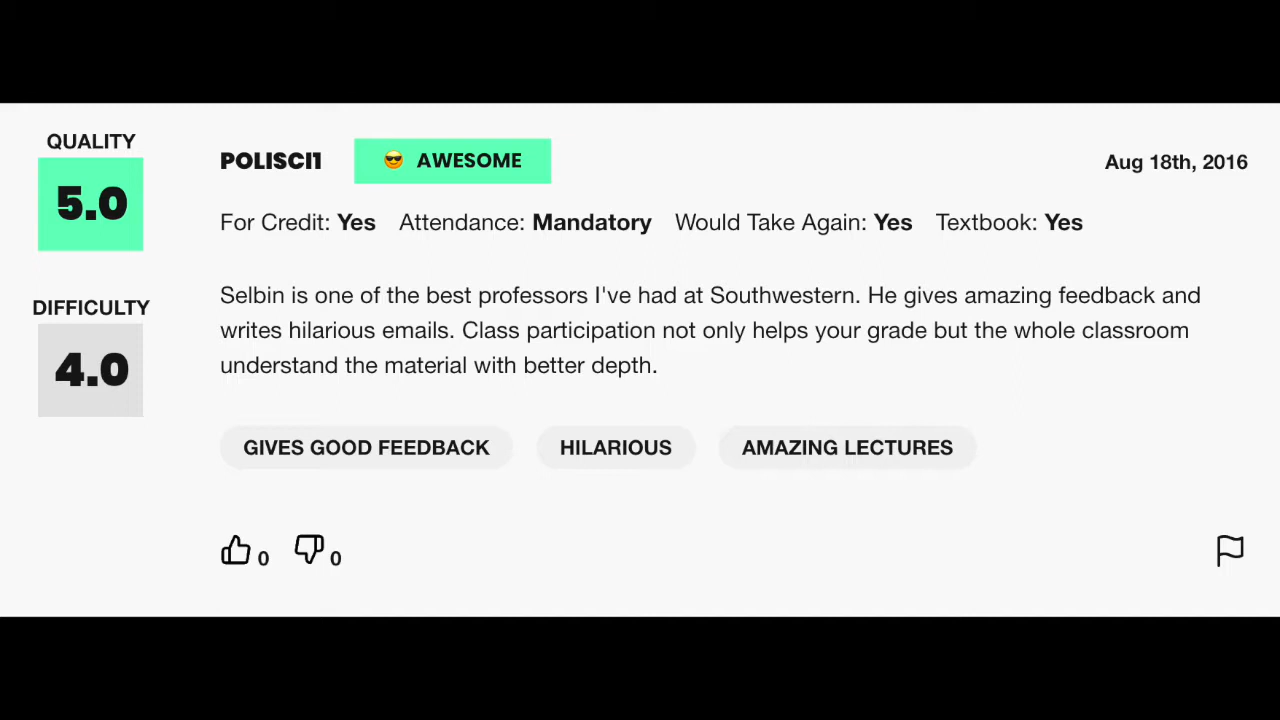 QUALITY
5.0
DIFFICULTY
4.0
POLISCI1 😎 AWESOME Aug 18th, 2016
For Credit: Yes Attendance: Mandatory Would Take Again: Yes Textbook: Yes
Selbin is one of the best professors I've had at Southwestern. He gives amazing feedback and
writes hilarious emails. Class participation not only helps your grade but the whole classroom
understand the material with better depth.
GIVES GOOD FEEDBACK HILARIOUS AMAZING LECTURES
0 0